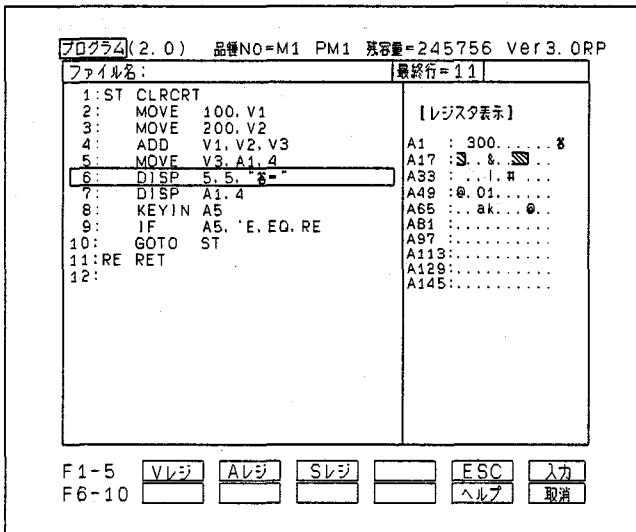 プログラム(2.0) 品種NO=M1 PM1 残容量=245756 Ver3.0RP
ファイル名: 最終行=11
1:ST CLRCRT
2: MOVE 100,V1
3: MOVE 200,V2
4: ADD V1,V2,V3
5: MOVE V3,A1,4
6: DISP 5,5,"答="
7: DISP A1,4
8: KEYIN A5
9: IF A5,'E,EQ,RE
10: GOTO ST
11:RE RET
12:
【レジスタ表示】
A1 : 300......答
A17 :..&...
A33 :...l.#....
A49 :@.01......
A65 :..ak...@..
A81 :..........
A97 :..........
A113:..........
A129:..........
A145:..........
F1-5 Vレジ Aレジ Sレジ ESC 入力
F6-10 ヘルプ 取消